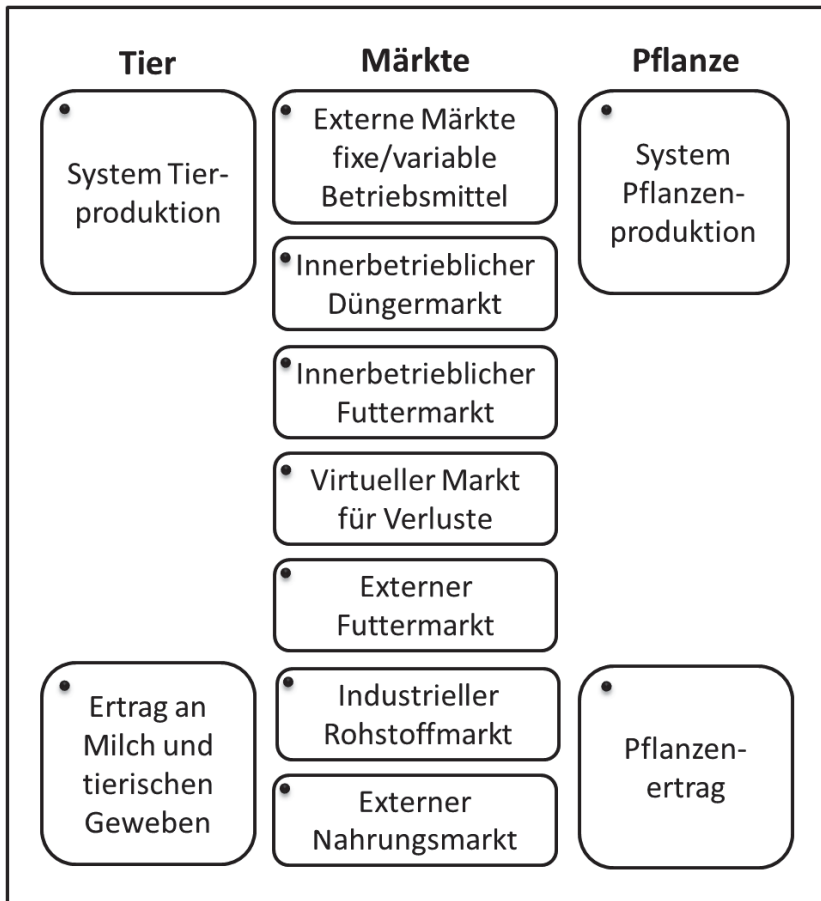 Tier
Märkte
Pflanze
System Tier-
produktion
Externe Märkte
fixe/variable
Betriebsmittel
System
Pflanzen-
produktion
Innerbetrieblicher
Düngermarkt
Innerbetrieblicher
Futtermarkt
Virtueller Markt
für Verluste
Externer
Futtermarkt
Ertrag an
Milch und
tierischen
Geweben
Industrieller
Rohstoffmarkt
Externer
Nahrungsmarkt
Pflanzen-
ertrag